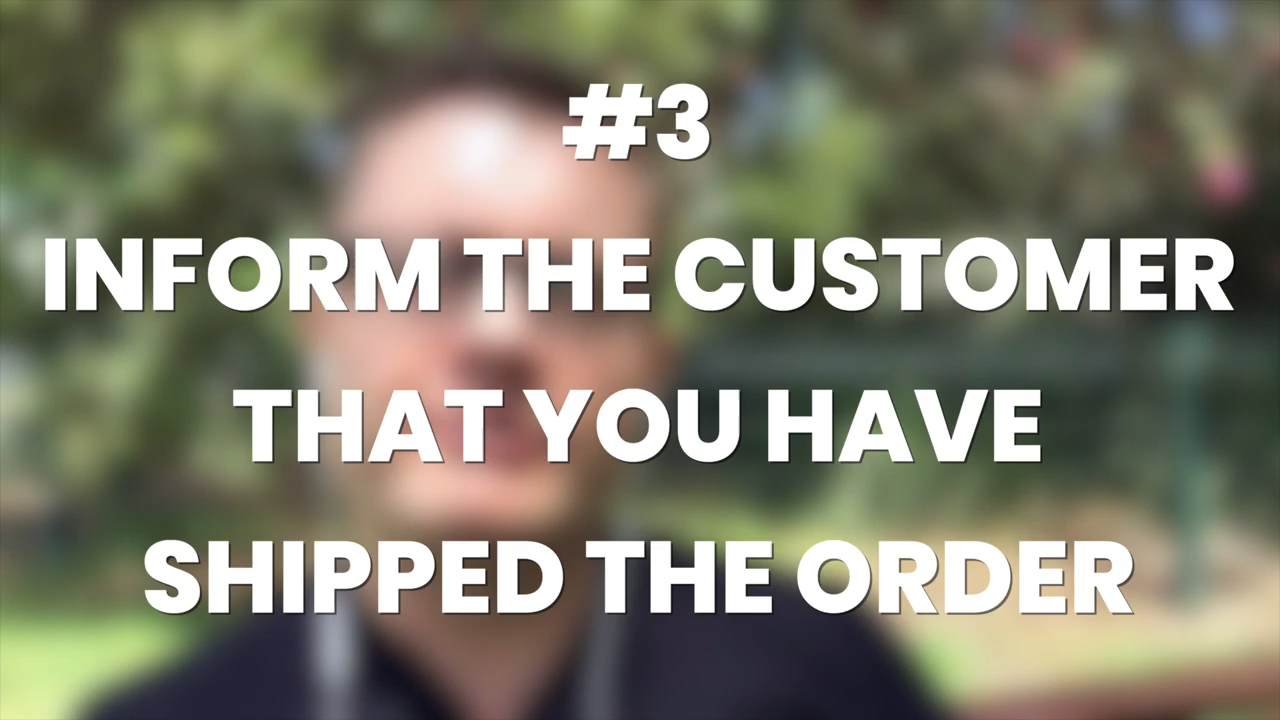 #3
INFORM THE CUSTOMER
THAT YOU HAVE
SHIPPED THE ORDER